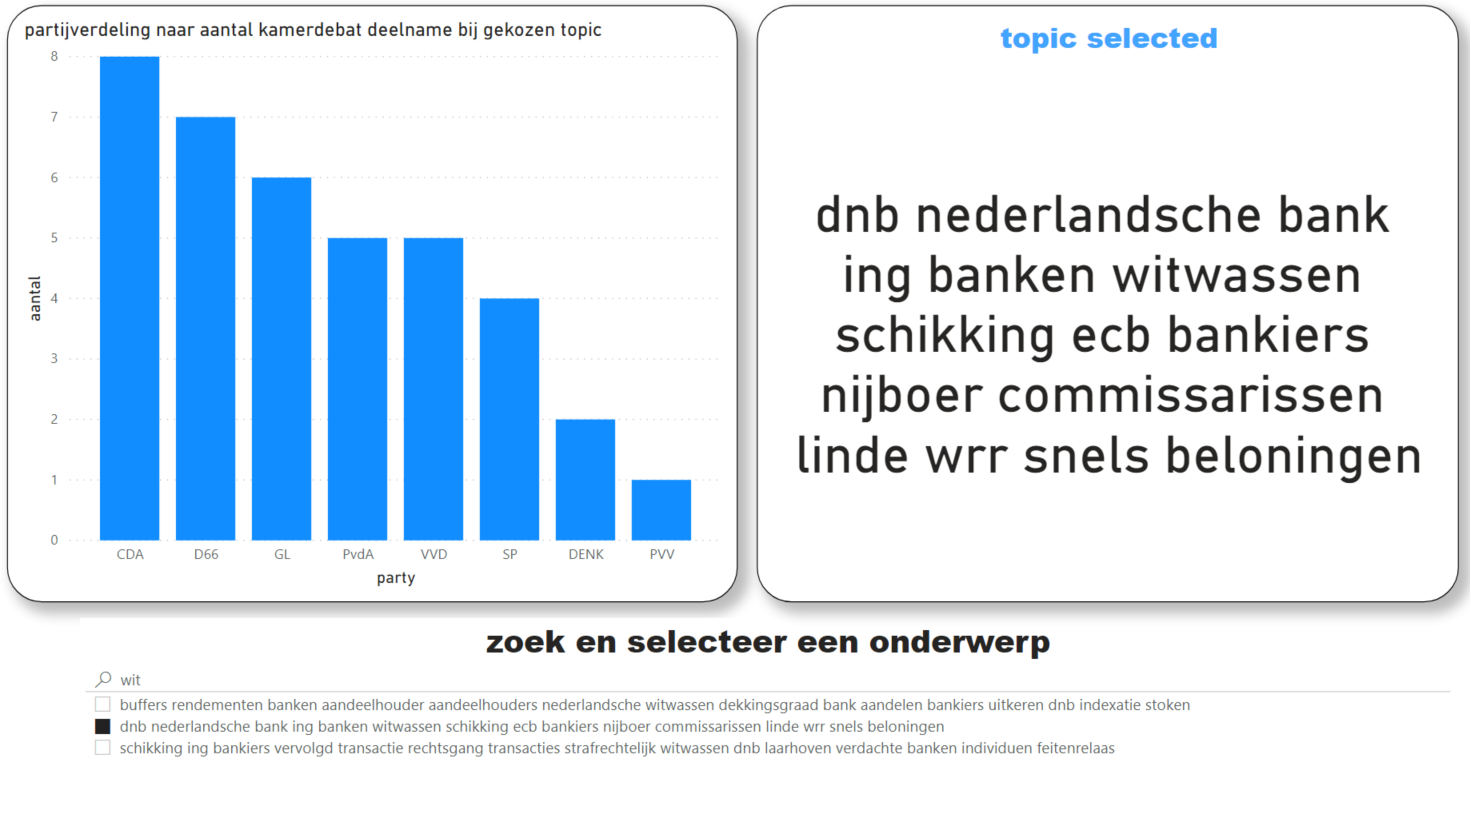 partijverdeling naar aantal kamerdebat deelname bij gekozen topic
8
7
6
5
4
3
2
1
0
aantal
CDA D66 GL PvdA VVD SP DENK PVV
party
topic selected
dnb nederlandsche bank
ing banken witwassen
schikking ecb bankiers
nijboer commissarissen
linde wrr snels beloningen
zoek en selecteer een onderwerp
wit
buffers rendementen banken aandeelhouder aandeelhouders nederlandsche witwassen dekkingsgraad bank aandelen bankiers uitkeren dnb indexatie stoken
dnb nederlandsche bank ing banken witwassen schikking ecb bankiers nijboer commissarissen linde wrr snels beloningen
schikking ing bankiers vervolgd transactie rechtsgang transacties strafrechtelijk witwassen dnb laarhoven verdachte banken individuen feitenrelaas